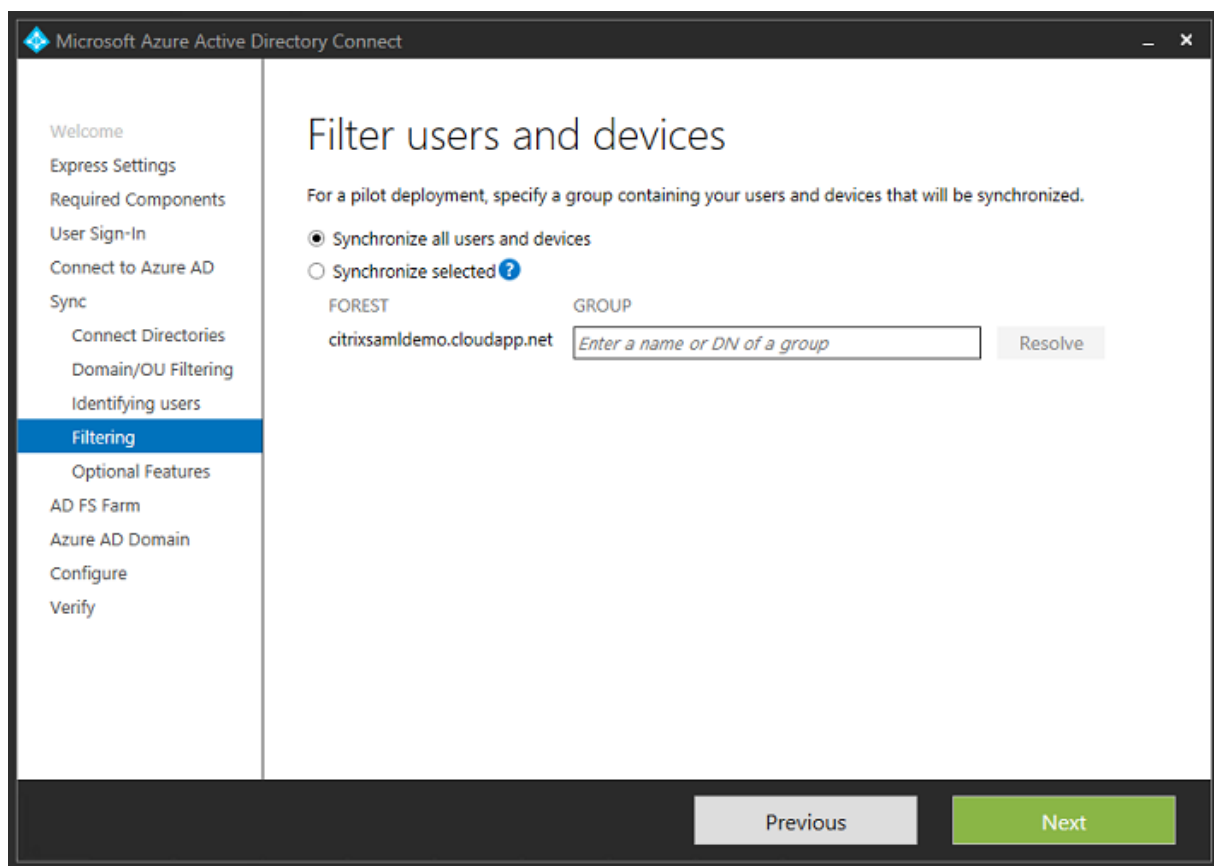 Microsoft Azure Active Directory Connect
Welcome
Express Settings
Required Components
User Sign-In
Connect to Azure AD
Sync
Connect Directories
Domain/OU Filtering
Identifying users
Filtering
Optional Features
AD FS Farm
Azure AD Domain
Configure
Verify
Filter users and devices
For a pilot deployment, specify a group containing your users and devices that will be synchronized.
Synchronize all users and devices
Synchronize selected ?
FOREST GROUP
citrixsamldemo.cloudapp.net Enter a name or DN of a group Resolve
Previous Next